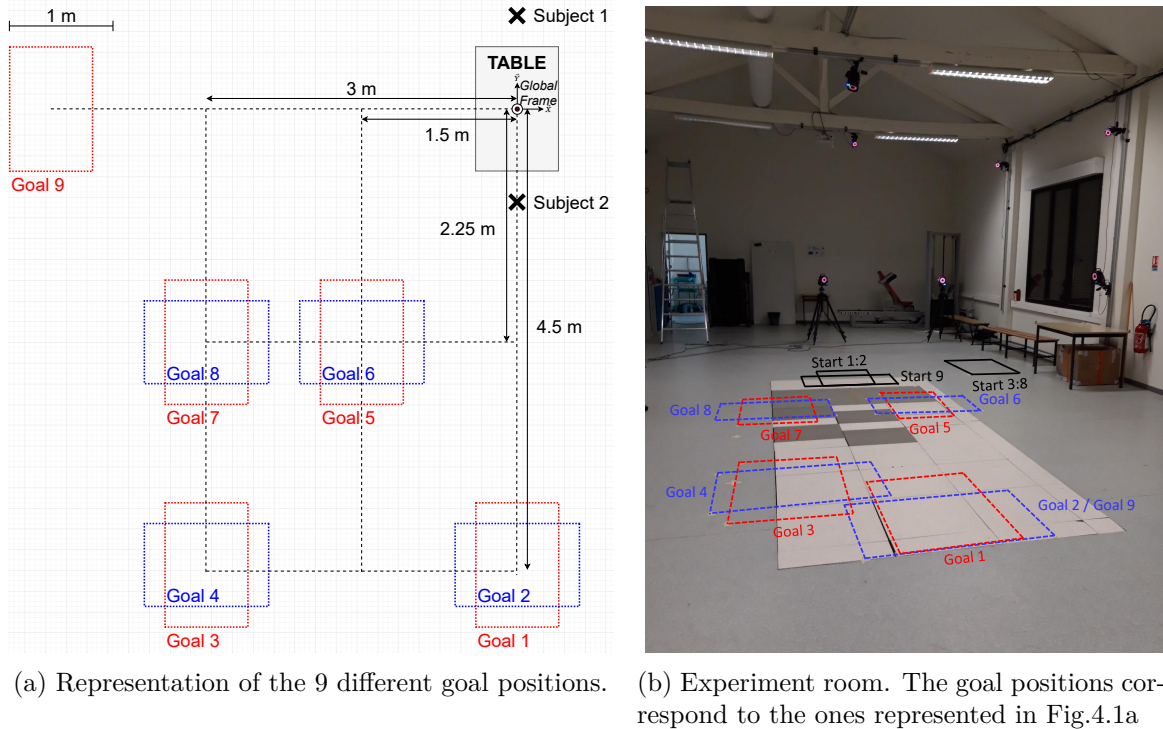 1 m
Subject 1
TABLE
Global
Frame
Y
x
3 m
1.5 m
Goal 9
Subject 2
2.25 m
4.5 m
Goal 8
Goal 6
Goal 7
Goal 5
Goal 4
Goal 2
Goal 3
Goal 1
(a) Representation of the 9 different goal positions.
Start 1:2
Start 9
Start 3:8
Goal 8
Goal 6
Goal 7
Goal 5
Goal 4
Goal 3
Goal 2 / Goal 9
Goal 1
(b) Experiment room. The goal positions cor-
respond to the ones represented in Fig.4.1a